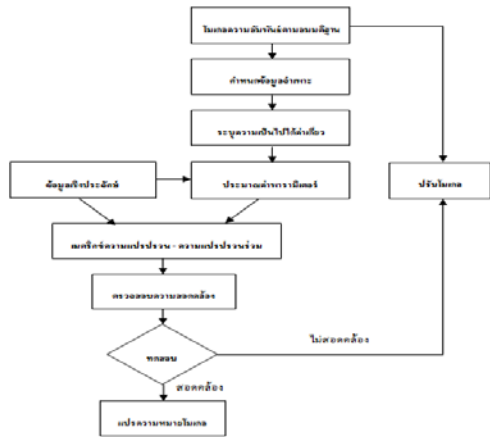 โมเดลความสัมพันธ์ตามสมมติฐาน
กำหนดข้อมูลจำเพาะ
ระบุความเป็นไปได้ค่าเดียว
ข้อมูลเชิงประจักษ์
ประมาณค่าพารามิเตอร์
ปรับโมเดล
เมทริกซ์ความแปรปรวน - ความแปรปรวนร่วม
ตรวจสอบความสอดคล้อง
ทดสอบ
ไม่สอดคล้อง
สอดคล้อง
แปลความหมายโมเดล